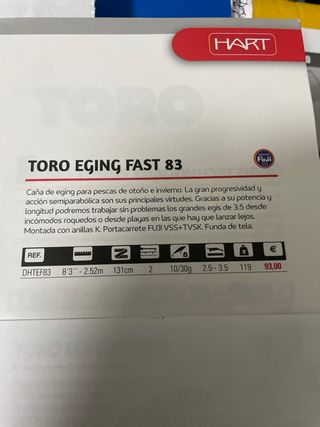 HART
TORO
TORO EGING FAST 83
Fuji
Caña de eging para pescas de otoño e invierno. La gran progresividad y
acción semiparabólica son sus principales virtudes. Gracias a su potencia y
longitud podremos trabajar sin problemas los grandes egis de 3.5 desde
incómodos roquedos o desde playas en las que hay que lanzar lejos.
Montada con anillas K. Portacarrete FUJI VSS+TVSK. Funda de tela.
REF. €
DHTEF83 8'3'' - 2.52m 131cm 2 10/30g 2.5 - 3.5 119 93,00